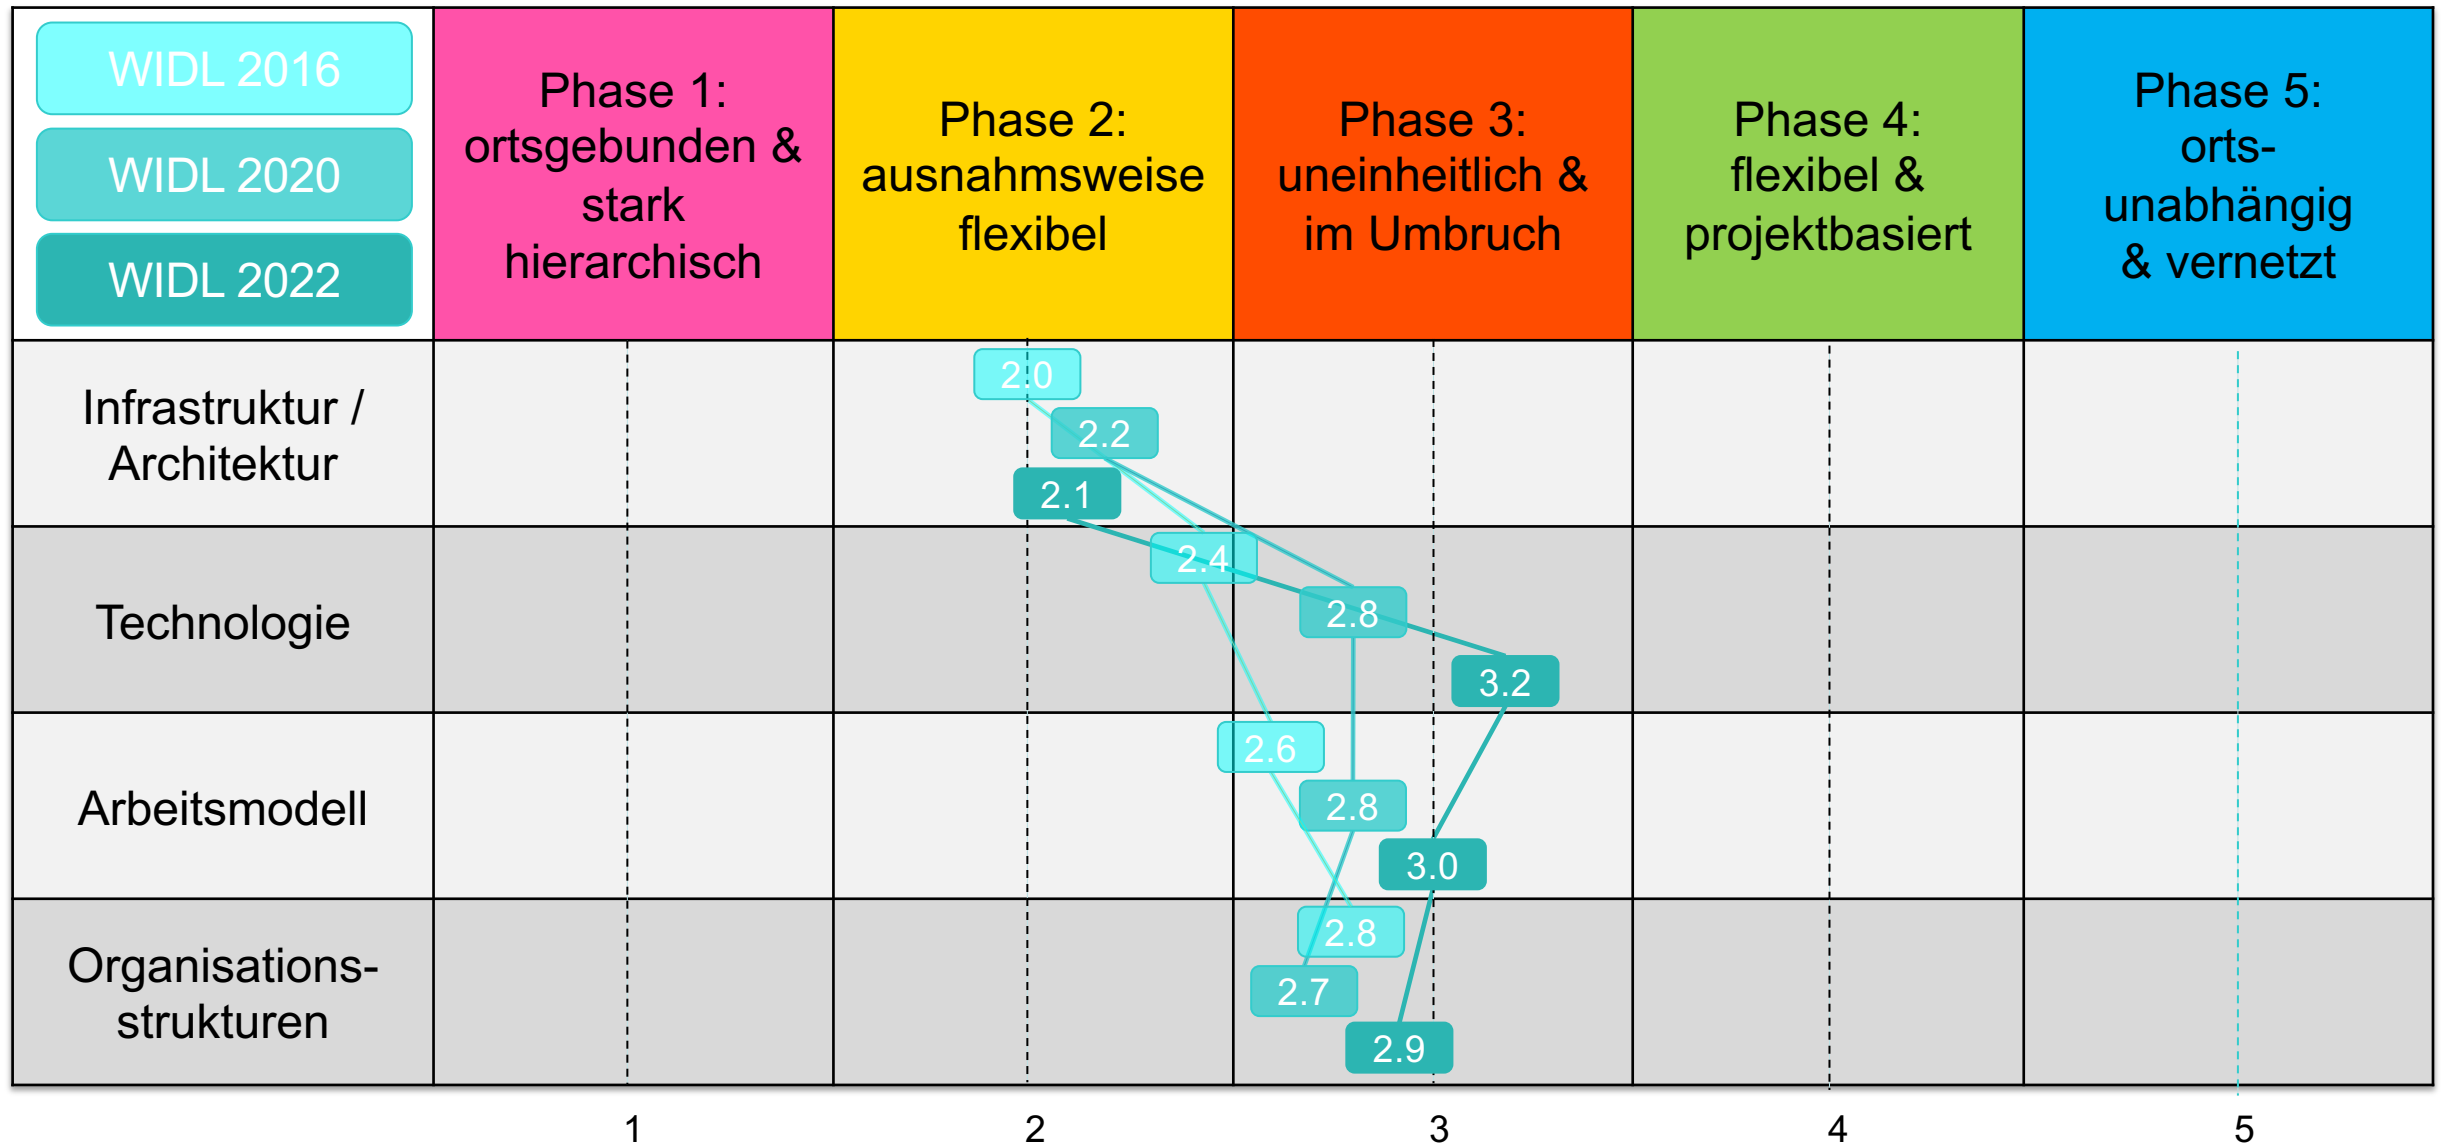 WIDL 2016
WIDL 2020
WIDL 2022
Phase 1:
ortsgebunden &
stark
hierarchisch
Phase 2:
ausnahmsweise
flexibel
Phase 3:
uneinheitlich &
im Umbruch
Phase 4:
flexibel &
projektbasiert
Phase 5:
orts-
unabhängig
& vernetzt
Infrastruktur /
Architektur
2.0
2.2
2.1
Technologie
2.4
2.8
3.2
Arbeitsmodell
2.6
2.8
3.0
Organisations-
strukturen
2.8
2.7
2.9
1
2
3
4
5